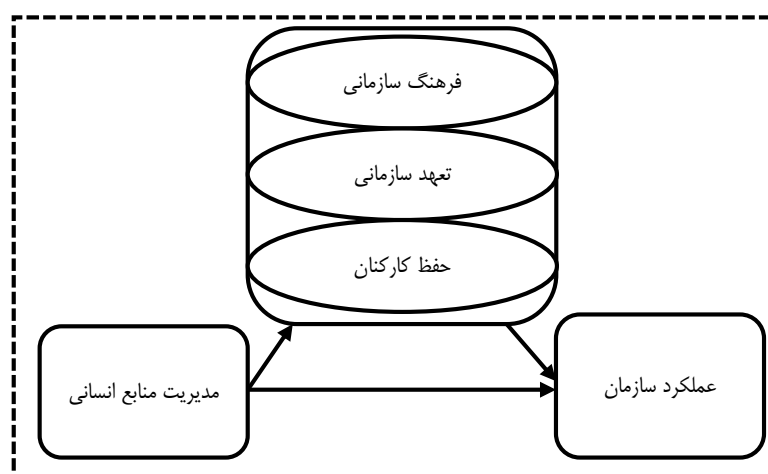 فرهنگ سازمانی
تعهد سازمانی
حفظ کارکنان
عملکرد سازمان
مدیریت منابع انسانی